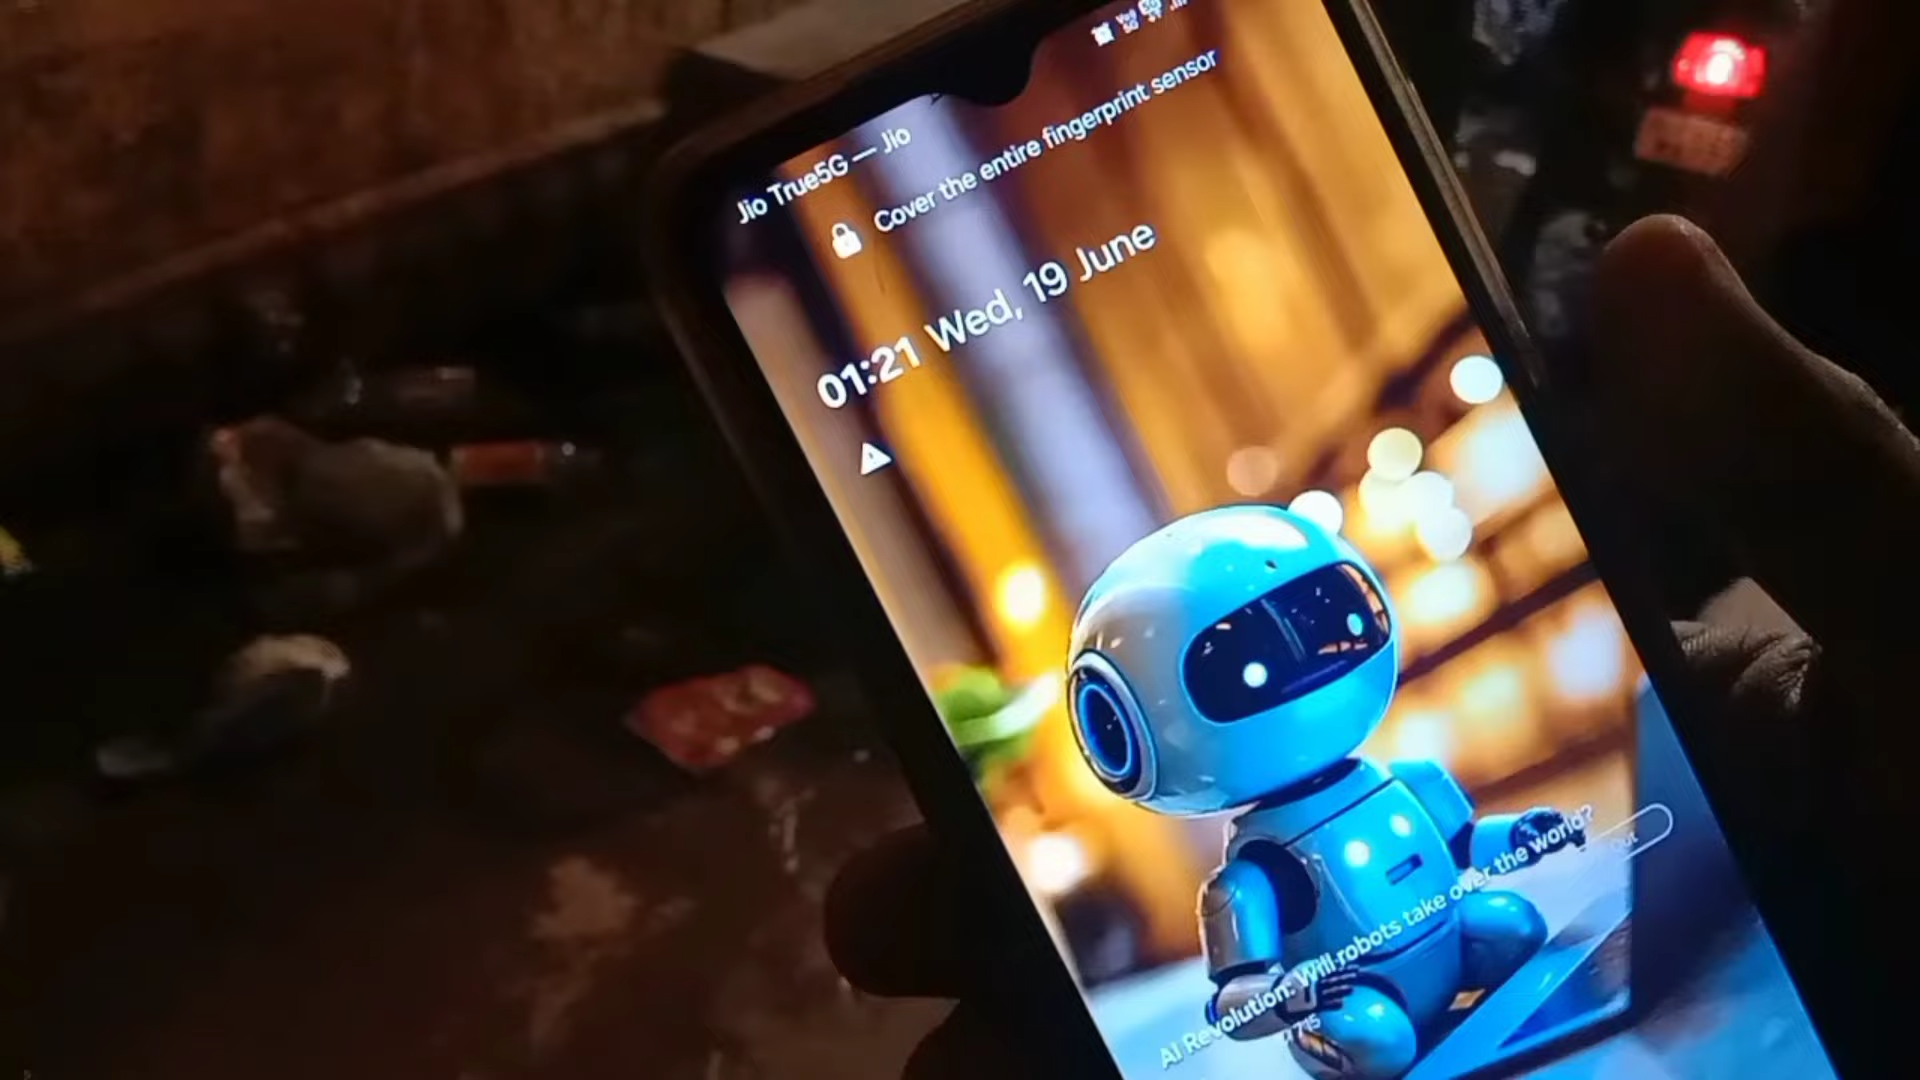 Jio True5G — Jio
Cover the entire fingerprint sensor
01:21 Wed, 19 June
AI Revolution: Will robots take over the world?
Out